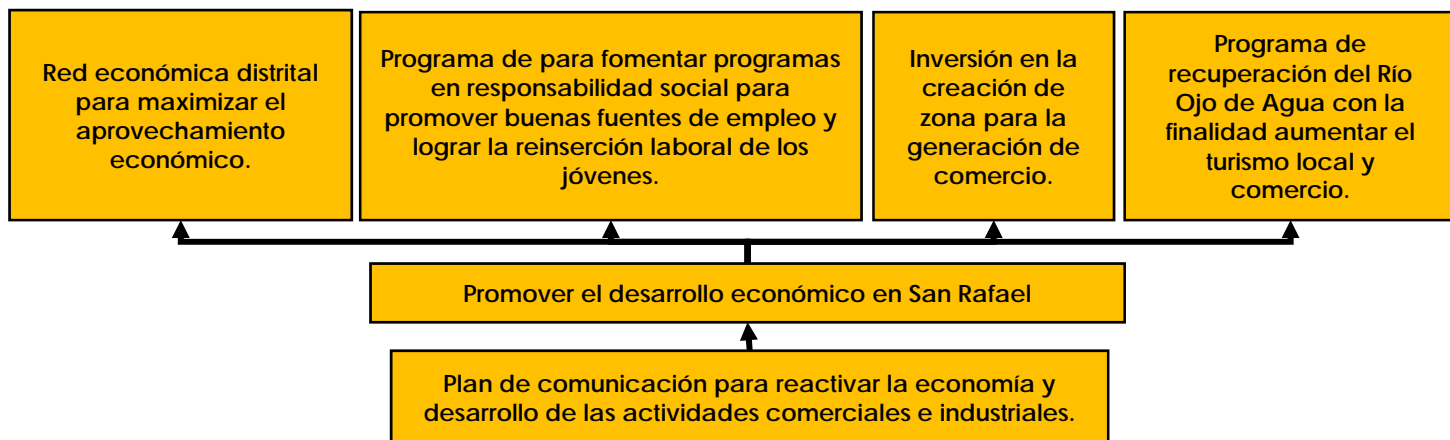 Red económica distrital
para maximizar el
aprovechamiento
económico.
Programa de para fomentar programas
en responsabilidad social para
promover buenas fuentes de empleo y
lograr la reinserción laboral de los
jóvenes.
Inversión en la
creación de
zona para la
generación de
comercio.
Programa de
recuperación del Río
Ojo de Agua con la
finalidad aumentar el
turismo local y
comercio.
Promover el desarrollo económico en San Rafael
Plan de comunicación para reactivar la economía y
desarrollo de las actividades comerciales e industriales.